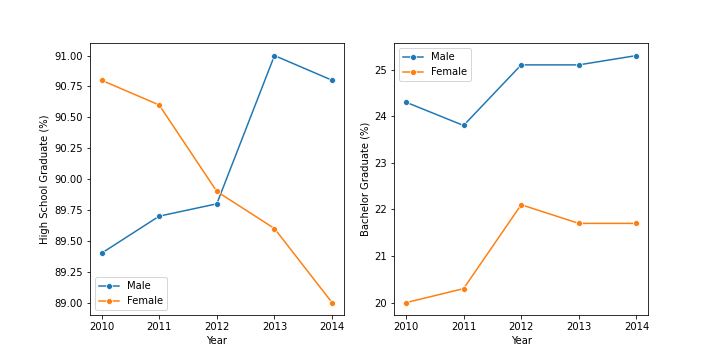 91.00
90.75
90.50
90.25
90.00
89.75
89.50
89.25
89.00
High School Graduate (%)
Male
Female
2010 2011 2012 2013 2014
Year
25
24
23
22
21
20
Bachelor Graduate (%)
Male
Female
2010 2011 2012 2013 2014
Year